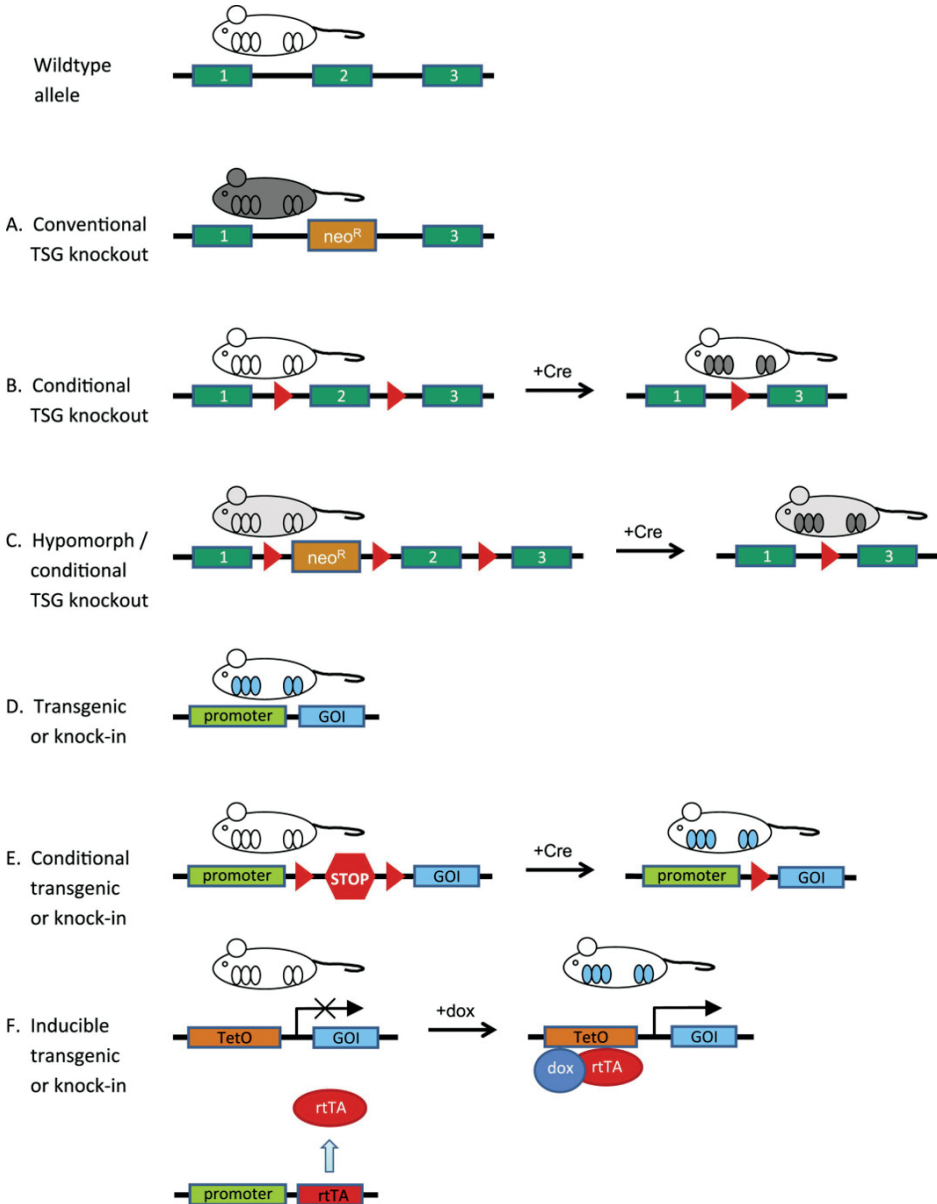 Wildtype
allele
1 2 3
A. Conventional
TSG knockout
1 neoR 3
B. Conditional
TSG knockout
1 2 3
+Cre
1 3
C. Hypomorph /
conditional
TSG knockout
1 neoR 2 3
+Cre
1 3
D. Transgenic
or knock-in
promoter GOI
E. Conditional
transgenic
or knock-in
promoter STOP GOI
+Cre
promoter GOI
F. Inducible
transgenic
or knock-in
TetO GOI
+dox
TetO GOI
dox rtTA
rtTA
promoter rtTA